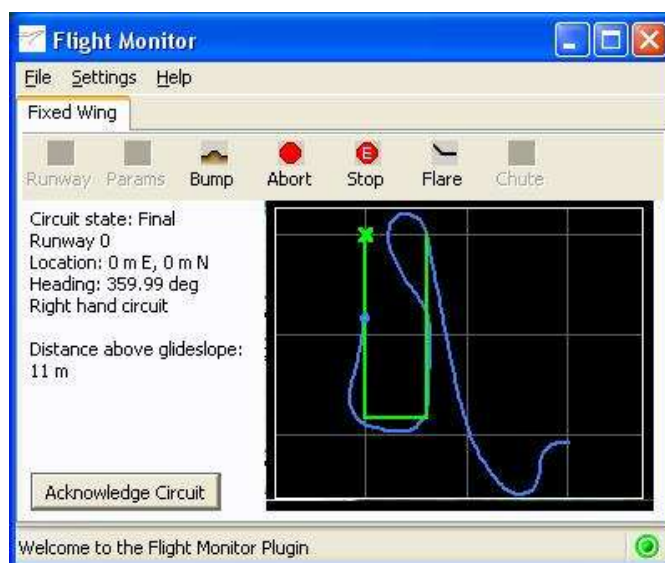 Flight Monitor
File Settings Help
Fixed Wing
Runway Params Bump Abort Stop Flare Chute
E
Circuit state: Final
Runway 0
Location: 0 m E, 0 m N
Heading: 359.99 deg
Right hand circuit
Distance above glideslope:
11 m
Acknowledge Circuit
Welcome to the Flight Monitor Plugin